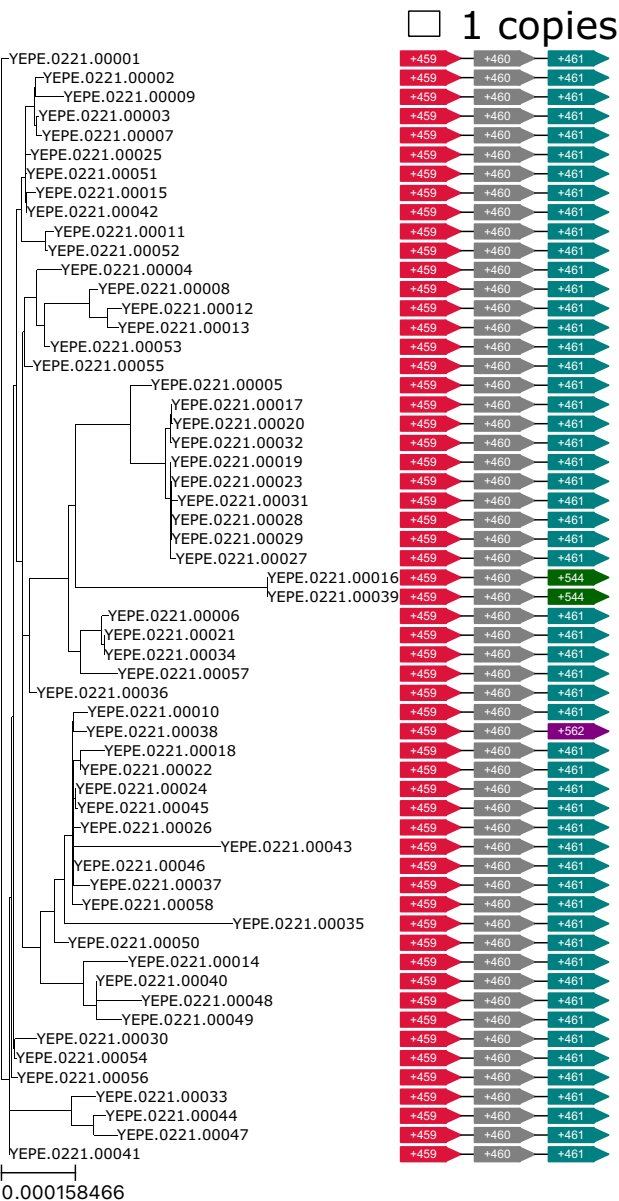 1 copies
YEPE.0221.00001 +459 +460 +461
YEPE.0221.00002 +459 +460 +461
YEPE.0221.00009 +459 +460 +461
YEPE.0221.00003 +459 +460 +461
YEPE.0221.00007 +459 +460 +461
YEPE.0221.00025 +459 +460 +461
YEPE.0221.00051 +459 +460 +461
YEPE.0221.00015 +459 +460 +461
YEPE.0221.00042 +459 +460 +461
YEPE.0221.00011 +459 +460 +461
YEPE.0221.00052 +459 +460 +461
YEPE.0221.00004 +459 +460 +461
YEPE.0221.00008 +459 +460 +461
YEPE.0221.00012 +459 +460 +461
YEPE.0221.00013 +459 +460 +461
YEPE.0221.00053 +459 +460 +461
YEPE.0221.00055 +459 +460 +461
YEPE.0221.00005 +459 +460 +461
YEPE.0221.00017 +459 +460 +461
YEPE.0221.00020 +459 +460 +461
YEPE.0221.00032 +459 +460 +461
YEPE.0221.00019 +459 +460 +461
YEPE.0221.00023 +459 +460 +461
YEPE.0221.00031 +459 +460 +461
YEPE.0221.00028 +459 +460 +461
YEPE.0221.00029 +459 +460 +461
YEPE.0221.00027 +459 +460 +461
YEPE.0221.00016 +459 +460 +544
YEPE.0221.00039 +459 +460 +544
YEPE.0221.00006 +459 +460 +461
YEPE.0221.00021 +459 +460 +461
YEPE.0221.00034 +459 +460 +461
YEPE.0221.00057 +459 +460 +461
YEPE.0221.00036 +459 +460 +461
YEPE.0221.00010 +459 +460 +461
YEPE.0221.00038 +459 +460 +562
YEPE.0221.00018 +459 +460 +461
YEPE.0221.00022 +459 +460 +461
YEPE.0221.00024 +459 +460 +461
YEPE.0221.00045 +459 +460 +461
YEPE.0221.00026 +459 +460 +461
YEPE.0221.00043 +459 +460 +461
YEPE.0221.00046 +459 +460 +461
YEPE.0221.00037 +459 +460 +461
YEPE.0221.00058 +459 +460 +461
YEPE.0221.00035 +459 +460 +461
YEPE.0221.00050 +459 +460 +461
YEPE.0221.00014 +459 +460 +461
YEPE.0221.00040 +459 +460 +461
YEPE.0221.00048 +459 +460 +461
YEPE.0221.00049 +459 +460 +461
YEPE.0221.00030 +459 +460 +461
YEPE.0221.00054 +459 +460 +461
YEPE.0221.00056 +459 +460 +461
YEPE.0221.00033 +459 +460 +461
YEPE.0221.00044 +459 +460 +461
YEPE.0221.00047 +459 +460 +461
YEPE.0221.00041 +459 +460 +461
0.000158466